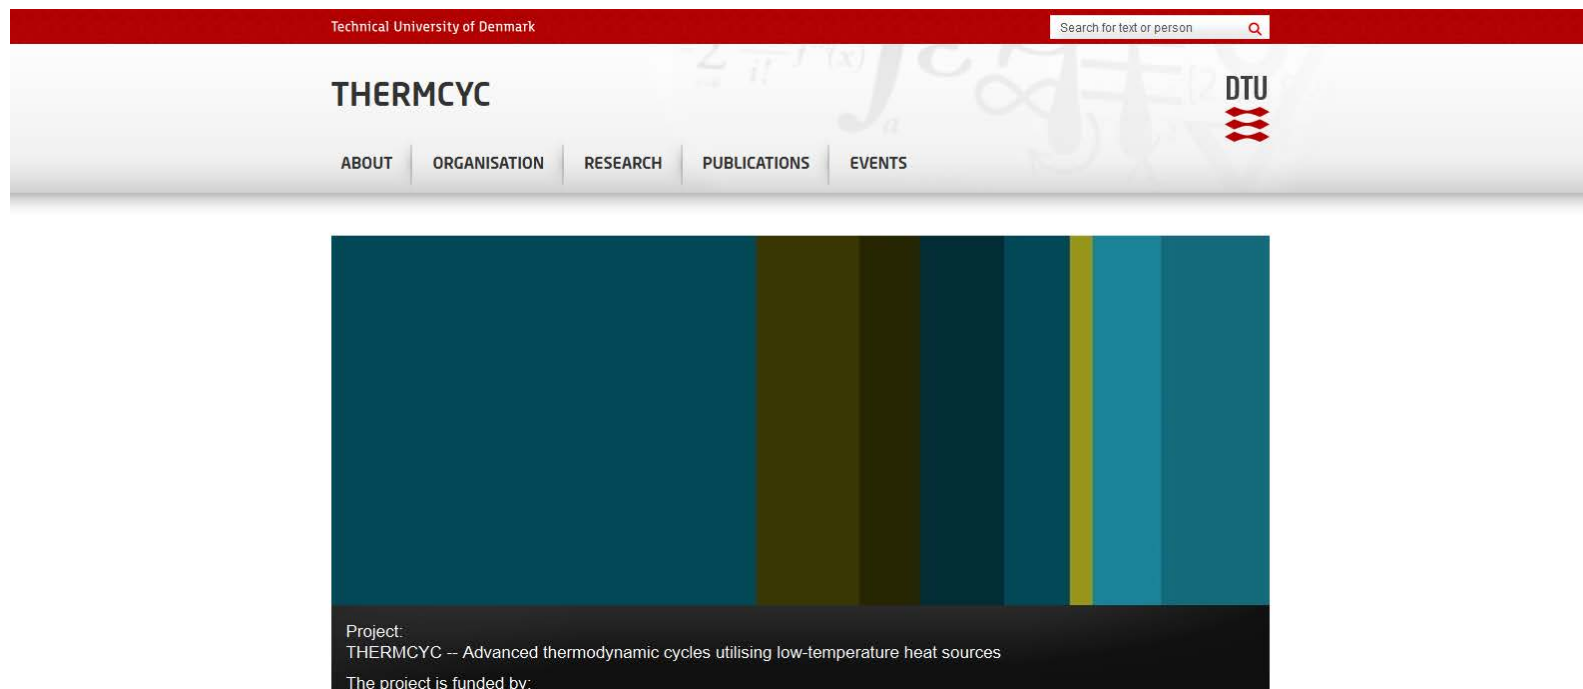 Technical University of Denmark
Search for text or person
THERMCYC
DTU
ABOUT
ORGANISATION
RESEARCH
PUBLICATIONS
EVENTS
Project:
THERMCYC -- Advanced thermodynamic cycles utilising low-temperature heat sources
The project is funded by: